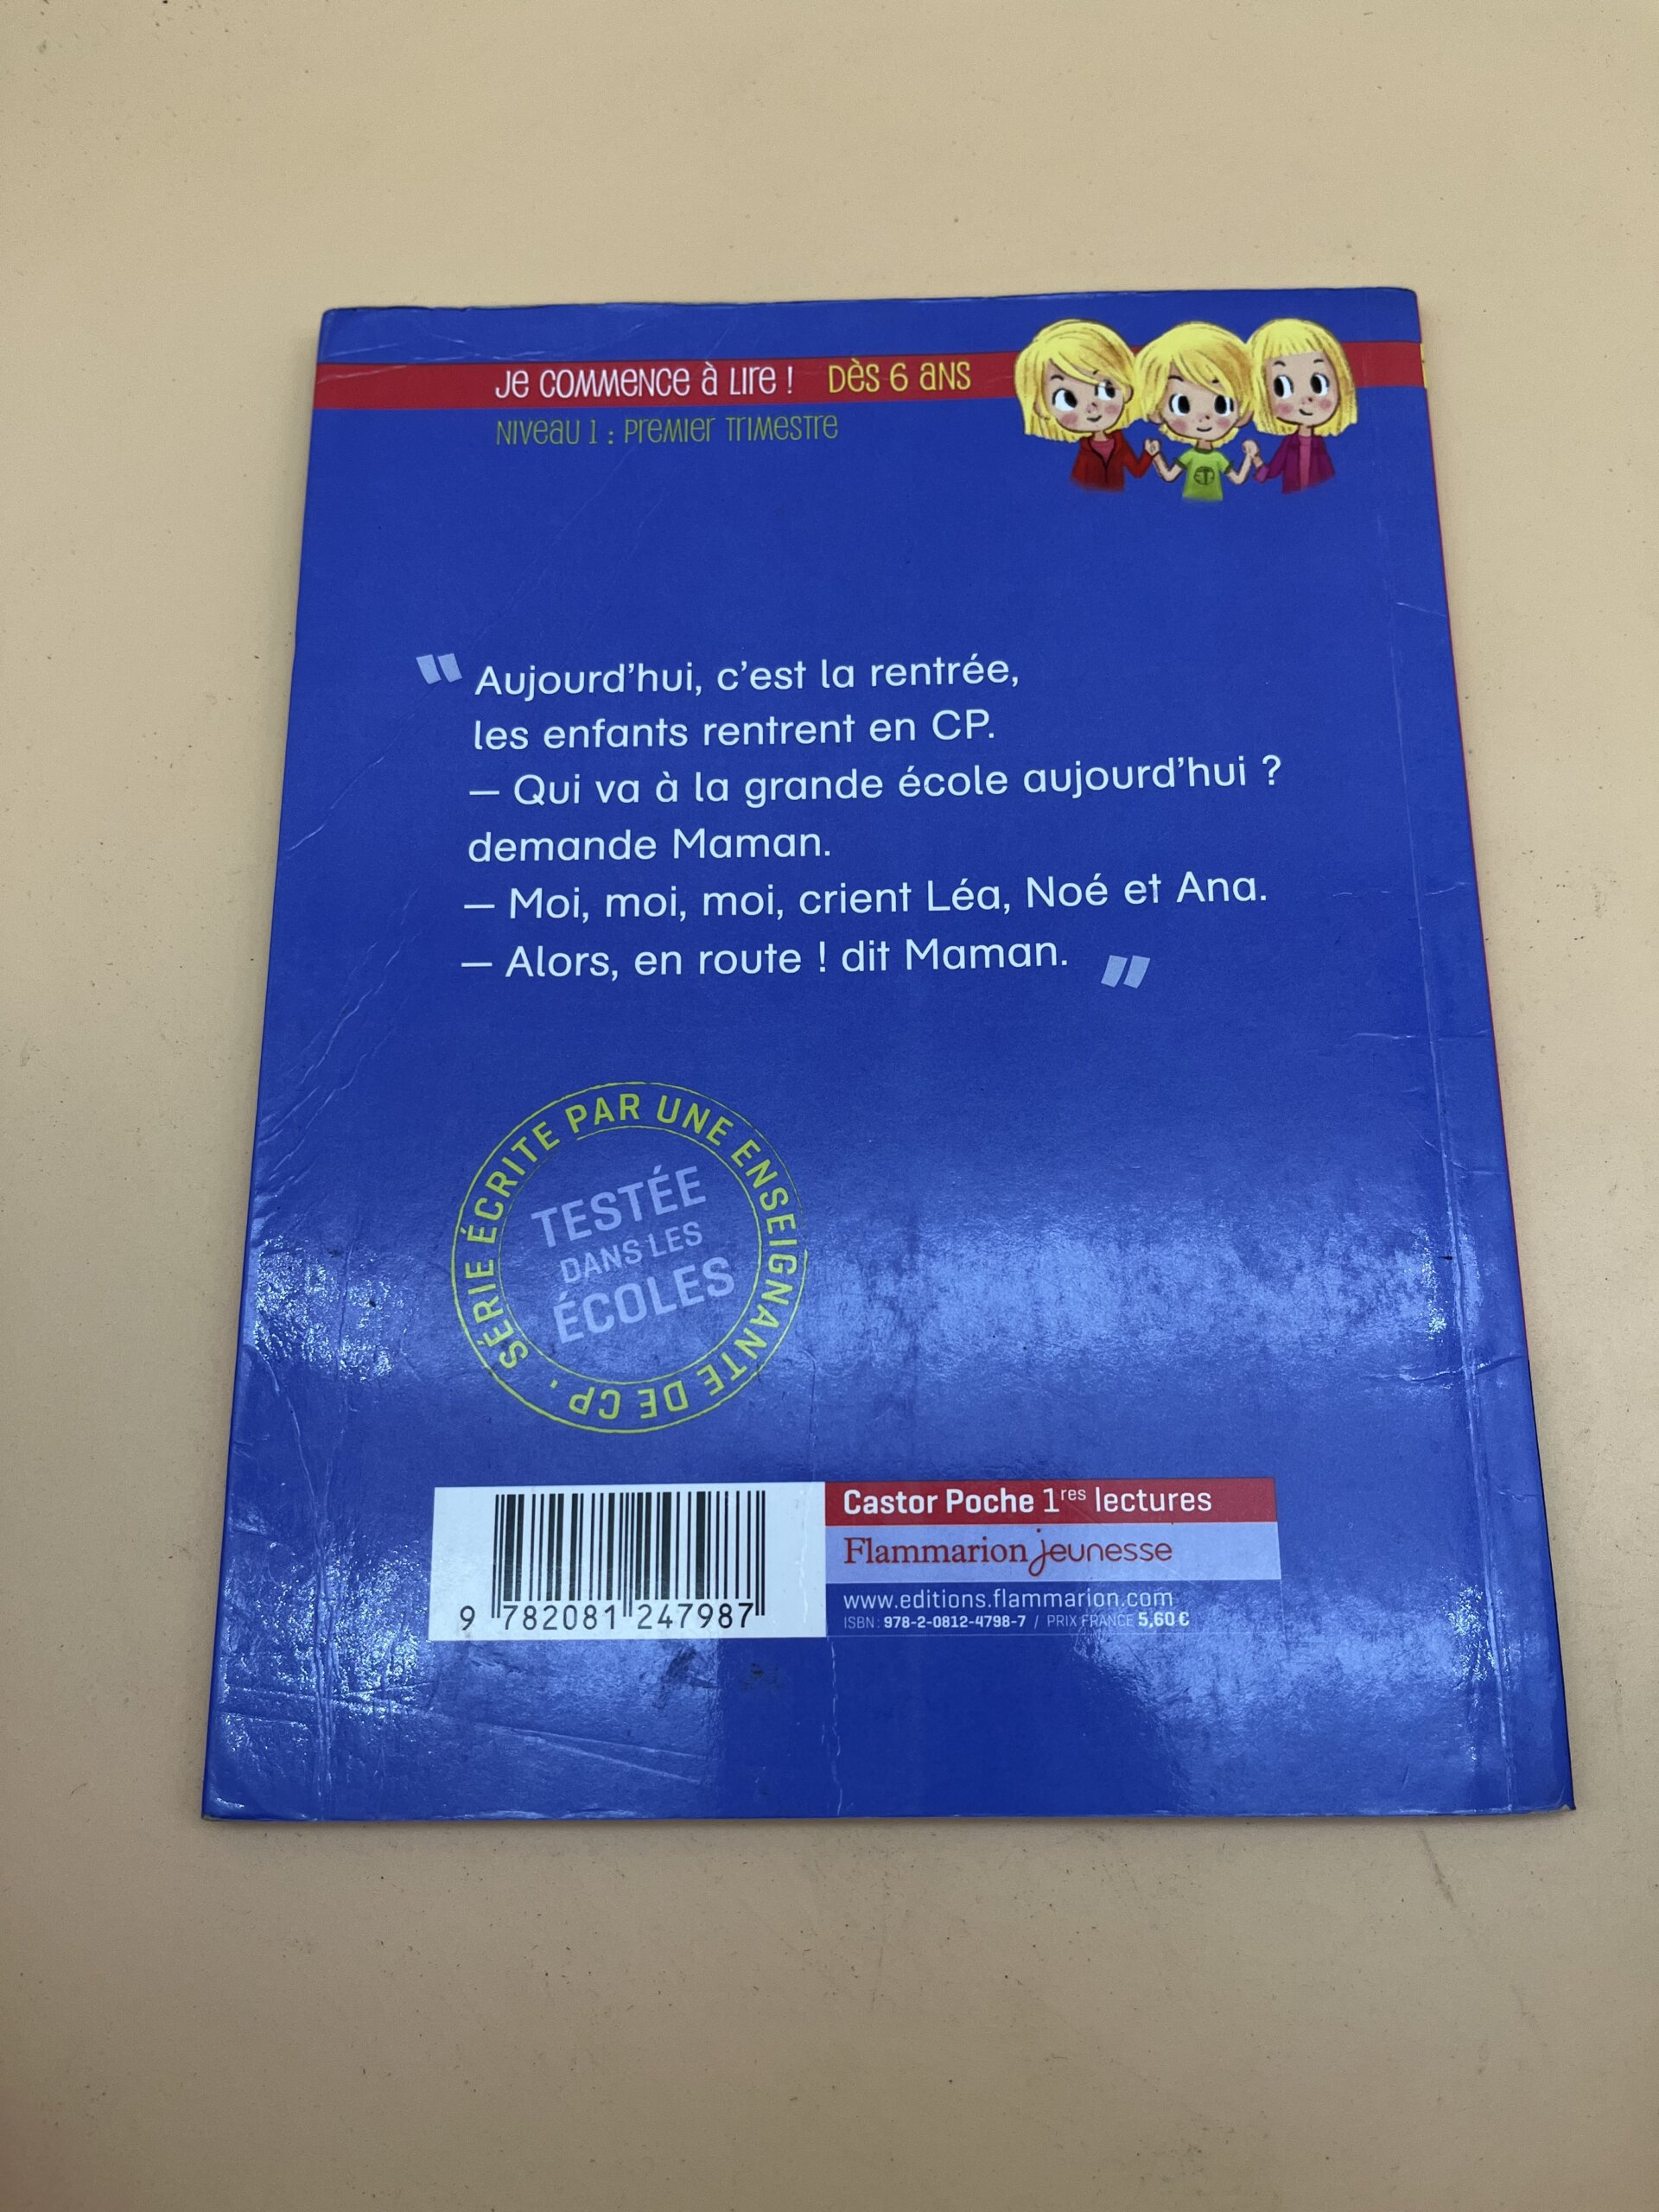 Je commence à lire ! Dès 6 ans
Niveau 1 : premier trimestre
" Aujourd'hui, c'est la rentrée,
les enfants rentrent en CP.
— Qui va à la grande école aujourd'hui ?
demande Maman.
— Moi, moi, moi, crient Léa, Noé et Ana.
— Alors, en route ! dit Maman. "
SÉRIE ÉCRITE PAR UNE ENSEIGNANTE DE CP .
TESTÉE
DANS LES
ÉCOLES
Castor Poche 1res lectures
Flammarion jeunesse
www.editions.flammarion.com
ISBN : 978-2-0812-4798-7 / PRIX FRANCE 5,60 €
9 782081 247987